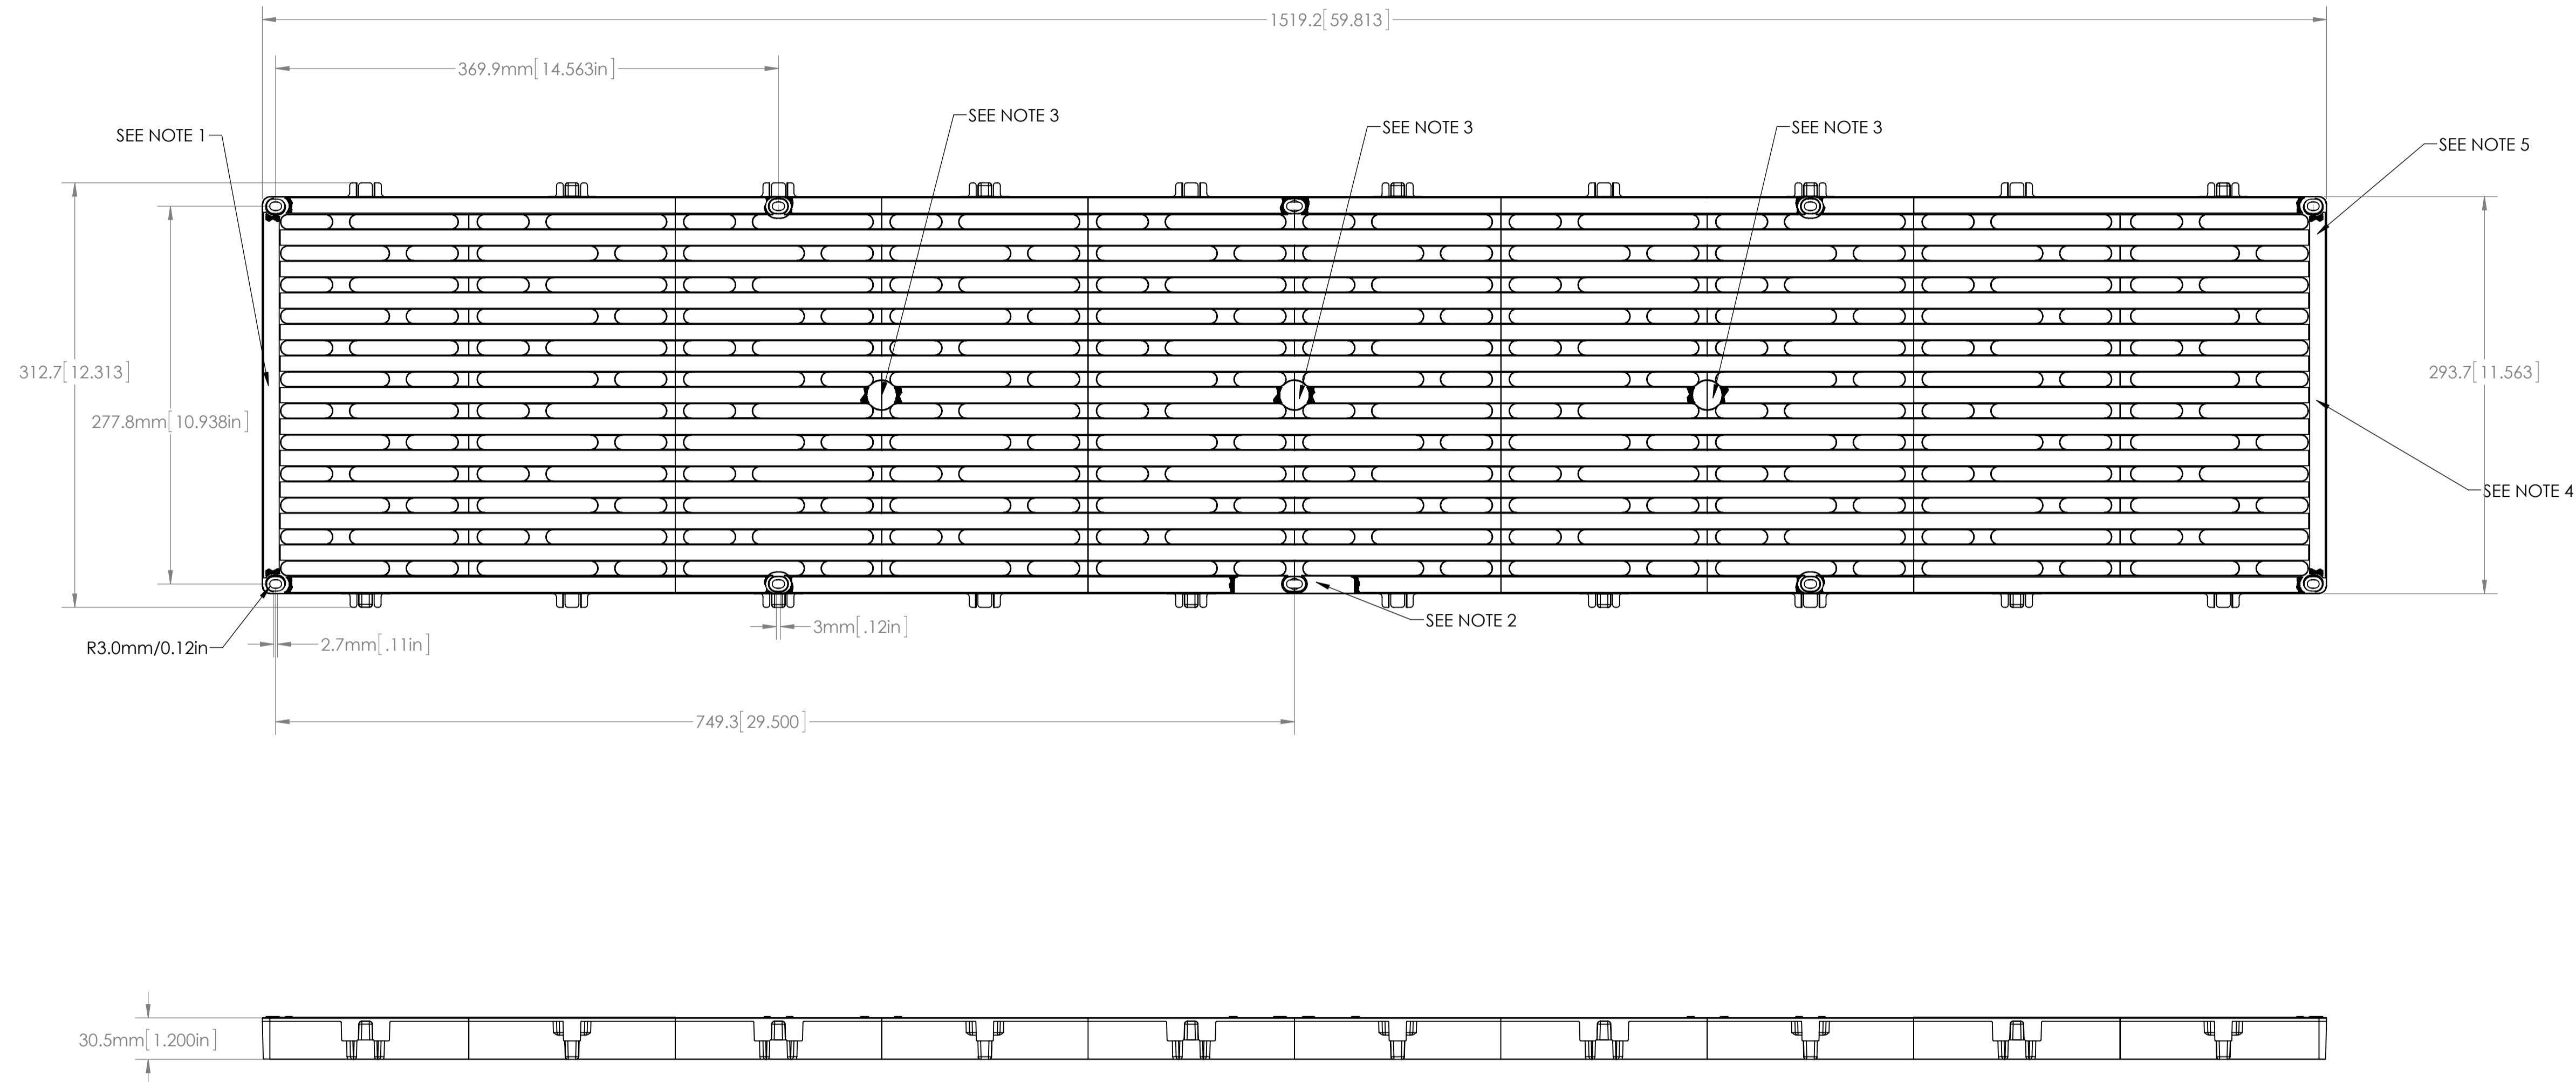 1519.2[59.813]
369.9mm[14.563in]
SEE NOTE 3
SEE NOTE 3
SEE NOTE 3
SEE NOTE 1
SEE NOTE 5
312.7[12.313]
293.7[11.563]
277.8mm[10.938in]
SEE NOTE 4
SEE NOTE 2
3mm[.12in]
2.7mm[.11in]
R3.0mm/0.12in
749.3[29.500]
30.5mm[1.200in]